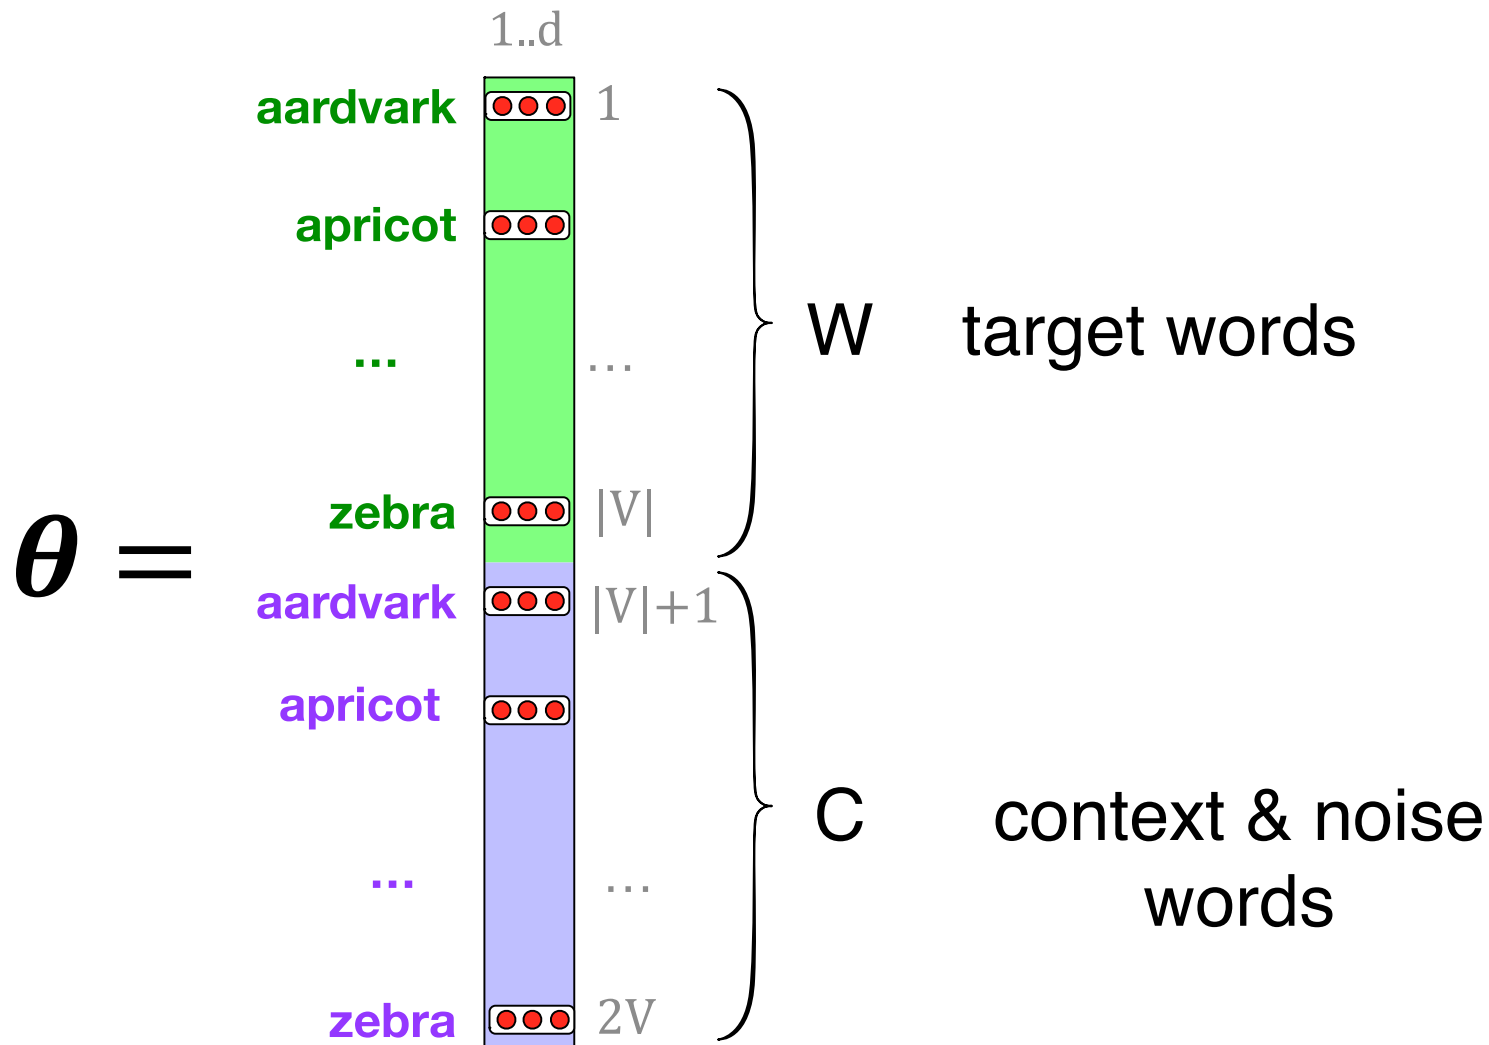 1..d
aardvark 1
apricot
W target words
... ...
zebra |V|
θ =
aardvark |V|+1
apricot
C context & noise
words
... ...
zebra 2V